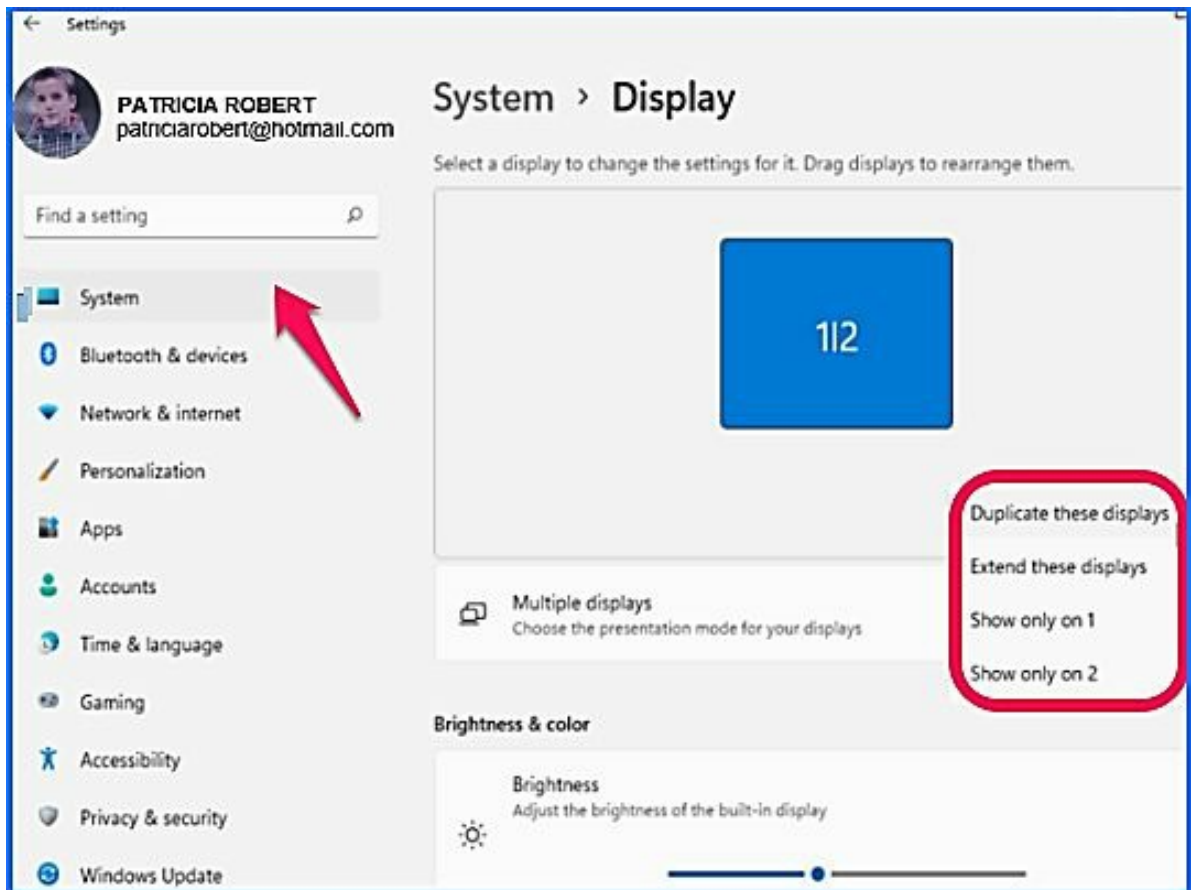 Settings
PATRICIA ROBERT
patriciarobert@hotmail.com
Find a setting
System
Bluetooth & devices
Network & internet
Personalization
Apps
Accounts
Time & language
Gaming
Accessibility
Privacy & security
Windows Update
System > Display
Select a display to change the settings for it. Drag displays to rearrange them.
1|2
Duplicate these displays
Extend these displays
Show only on 1
Show only on 2
Multiple displays
Choose the presentation mode for your displays
Brightness & color
Brightness
Adjust the brightness of the built-in display